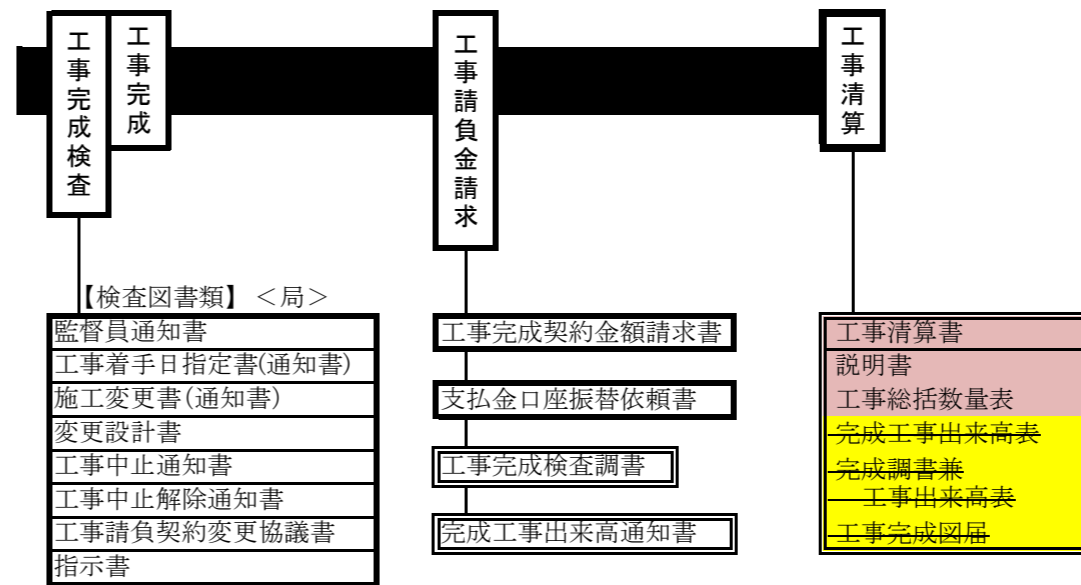 工事完成検査
工事完成
工事請負金請求
工事清算
【検査図書類】＜局＞
監督員通知書
工事着手日指定書(通知書)
施工変更書(通知書)
変更設計書
工事中止通知書
工事中止解除通知書
工事請負契約変更協議書
指示書
工事完成契約金額請求書
支払金口座振替依頼書
工事完成検査調書
完成工事出来高通知書
工事清算書
説明書
工事総括数量表
完成工事出来高表
完成調書兼
工事出来高表
工事完成図届